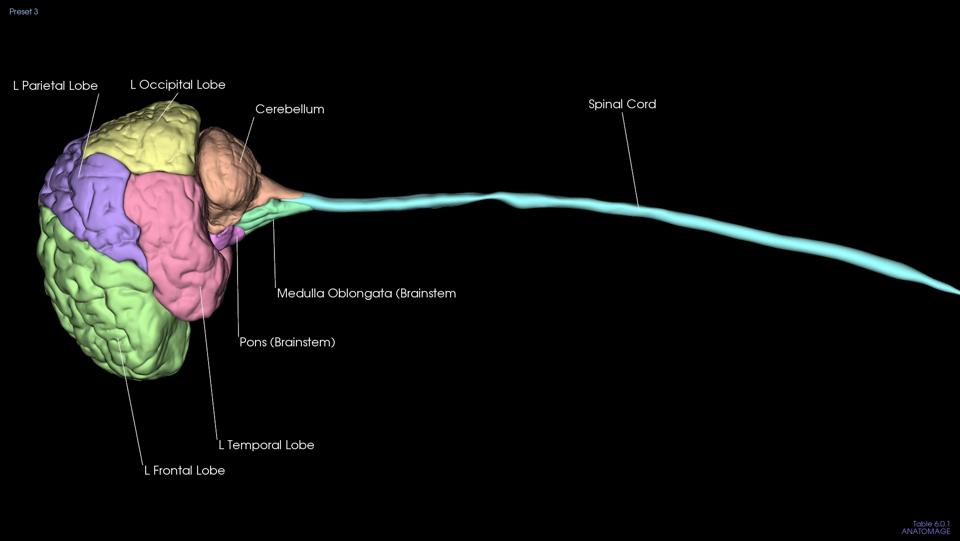 Preset 3
L Parietal Lobe
L Occipital Lobe
Cerebellum
Spinal Cord
Medulla Oblongata (Brainstem
Pons (Brainstem)
L Temporal Lobe
L Frontal Lobe
Table 6.0.1
ANATOMAGE